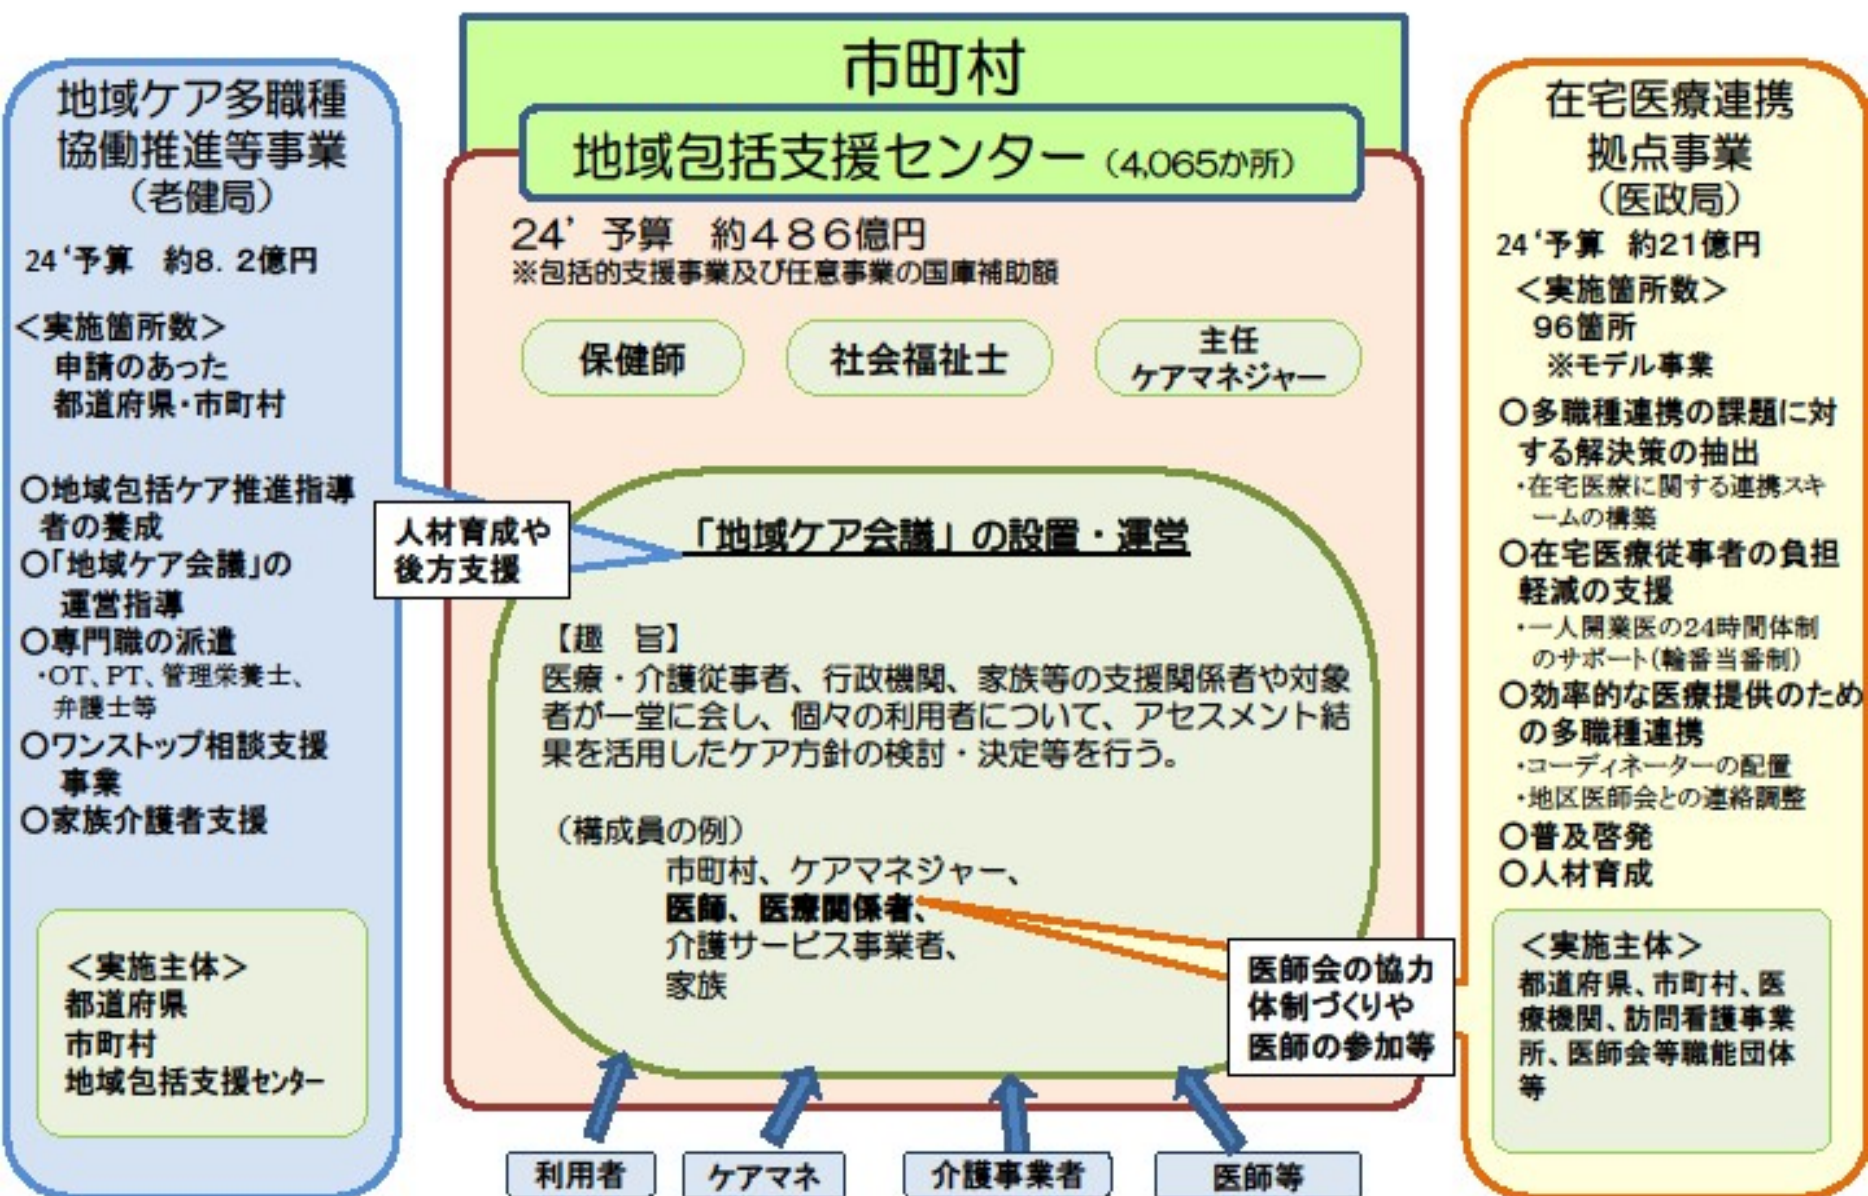 地域ケア多職種
協働推進等事業
（老健局）
24‘予算　約8．2億円
＜実施箇所数＞
申請のあった
都道府県・市町村
○地域包括ケア推進指導
者の養成
○「地域ケア会議」の
運営指導
○専門職の派遣
・OT、PT、管理栄養士、
弁護士等
○ワンストップ相談支援
事業
○家族介護者支援
＜実施主体＞
都道府県
市町村
地域包括支援センター
人材育成や
後方支援
市町村
地域包括支援センター（4,065か所）
24’予算　約４８６億円
※包括的支援事業及び任意事業の国庫補助額
保健師
社会福祉士
主任
ケアマネジャー
「地域ケア会議」の設置・運営
【趣　旨】
医療・介護従事者、行政機関、家族等の支援関係者や対象
者が一堂に会し、個々の利用者について、アセスメント結
果を活用したケア方針の検討・決定等を行う。
（構成員の例）
市町村、ケアマネジャー、
医師、医療関係者、
介護サービス事業者、
家族
医師会の協力
体制づくりや
医師の参加等
利用者
ケアマネ
介護事業者
医師等
在宅医療連携
拠点事業
（医政局）
24‘予算　約21億円
＜実施箇所数＞
96箇所
※モデル事業
○多職種連携の課題に対
する解決策の抽出
・在宅医療に関する連携スキ
ームの構築
○在宅医療従事者の負担
軽減の支援
・一人開業医の24時間体制
のサポート（輪番当番制）
○効率的な医療提供のため
の多職種連携
・コーディネーターの配置
・地区医師会との連絡調整
○普及啓発
○人材育成
＜実施主体＞
都道府県、市町村、医
療機関、訪問看護事業
所、医師会等職能団体
等